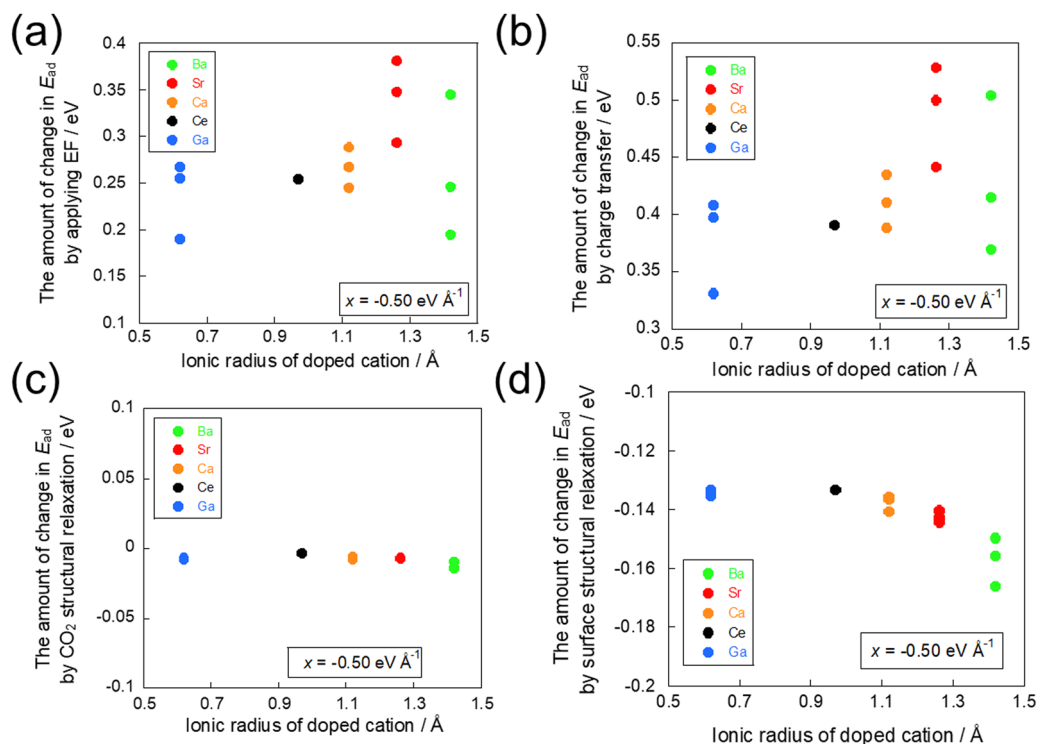 (a)
The amount of change in Ead
by applying EF / eV
0.4
0.35
0.3
0.25
0.2
0.15
0.1
Ba
Sr
Ca
Ce
Ga
x = -0.50 eV Å-1
0.5 0.7 0.9 1.1 1.3 1.5
Ionic radius of doped cation / Å
(b)
The amount of change in Ead
by charge transfer / eV
0.55
0.5
0.45
0.4
0.35
0.3
Ba
Sr
Ca
Ce
Ga
x = -0.50 eV Å-1
0.5 0.7 0.9 1.1 1.3 1.5
Ionic radius of doped cation / Å
(c)
The amount of change in Ead
by CO2 structural relaxation / eV
0.1
0.05
0
-0.05
-0.1
Ba
Sr
Ca
Ce
Ga
x = -0.50 eV Å-1
0.5 0.7 0.9 1.1 1.3 1.5
Ionic radius of doped cation / Å
(d)
The amount of change in Ead
by surface structural relaxation / eV
-0.1
-0.12
-0.14
-0.16
-0.18
-0.2
Ba
Sr
Ca
Ce
Ga
x = -0.50 eV Å-1
0.5 0.7 0.9 1.1 1.3 1.5
Ionic radius of doped cation / Å